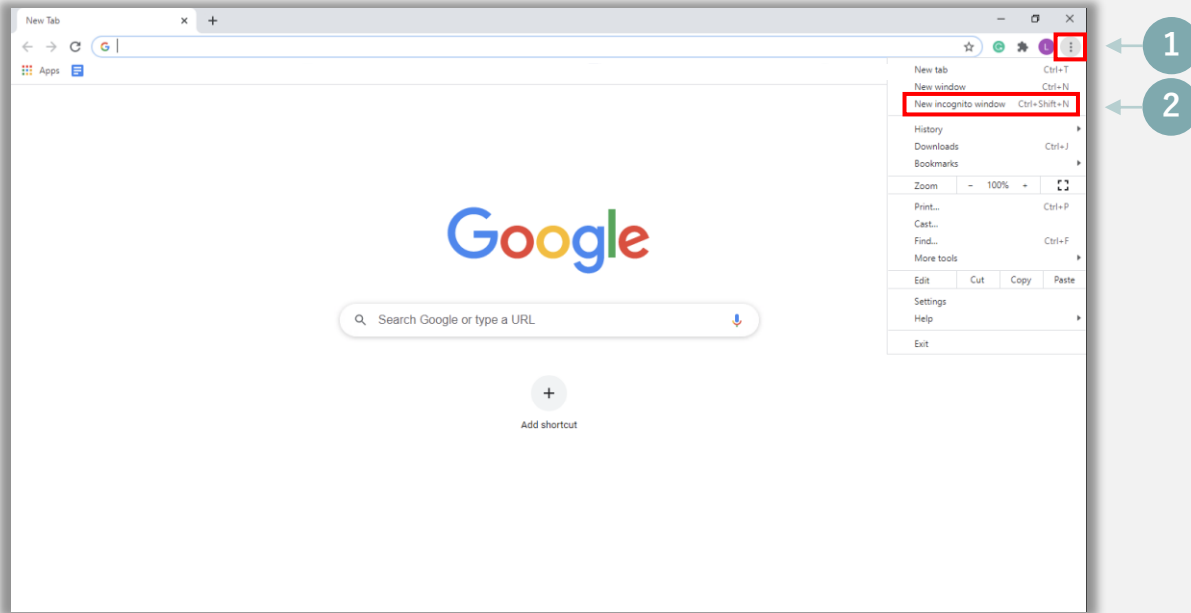 New Tab
1
L
Apps
New tab Ctrl+T
New window Ctrl+N
New incognito window Ctrl+Shift+N
2
History
Downloads Ctrl+J
Bookmarks
Zoom - 100% +
Print... Ctrl+P
Cast...
Find... Ctrl+F
More tools
Edit Cut Copy Paste
Settings
Help
Exit
Google
Search Google or type a URL
Add shortcut